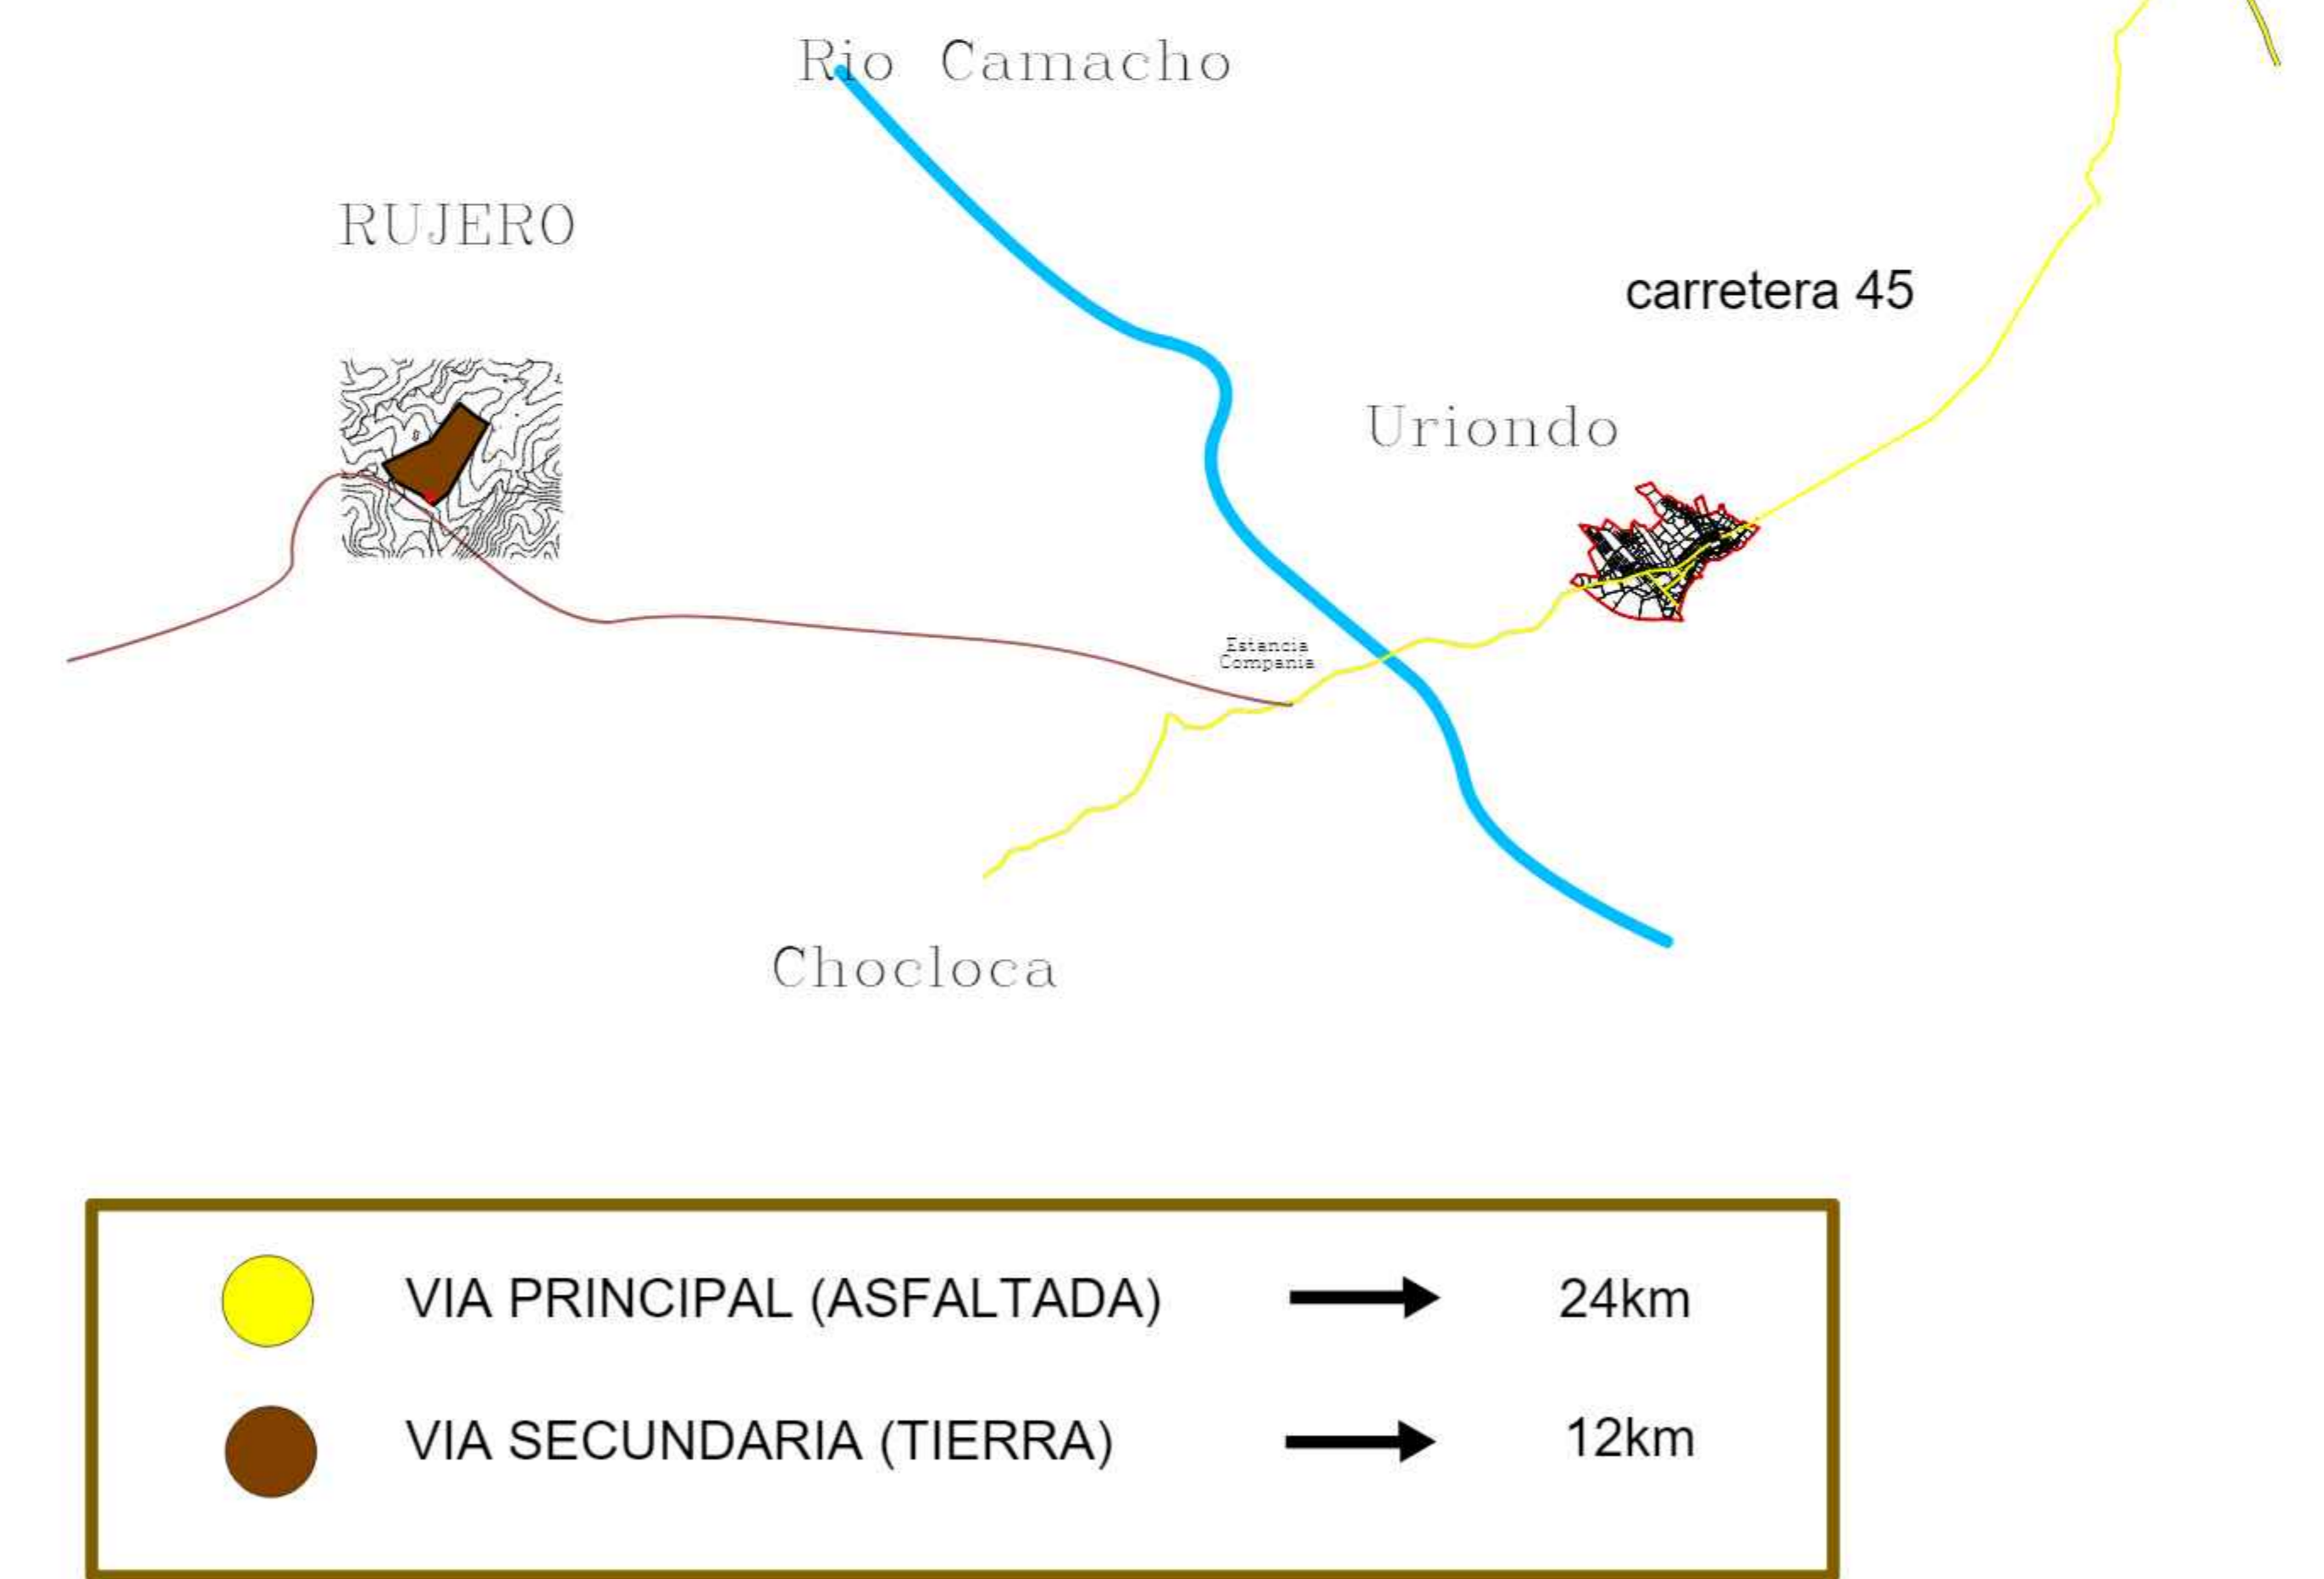 Rio Camacho
RUJERO
carretera 45
Uriondo
Estancia
Compania
Chocloca
VIA PRINCIPAL (ASFALTADA) 24km
VIA SECUNDARIA (TIERRA) 12km